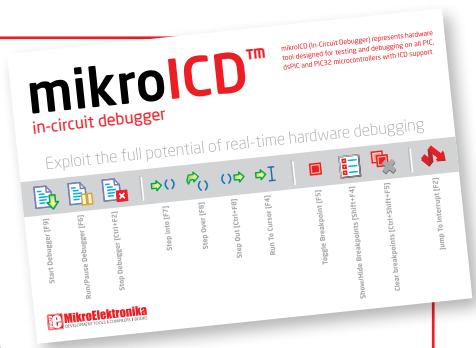 mikroICD™
in-circuit debugger
mikroICD (In-Circuit Debugger) represents hardware
tool designed for testing and debugging on all PIC,
dsPIC and PIC32 microcontrollers with ICD support
Exploit the full potential of real-time hardware debugging
Start Debugger [F9]
Run/Pause Debugger [F6]
Stop Debugger [Ctrl+F2]
Step Into [F7]
Step Over [F8]
Step Out [Ctrl+F8]
Run To Cursor [F4]
Toggle Breakpoint [F5]
Show/Hide Breakpoints [Shift+F4]
Clear breakpoints [Ctrl+Shift+F5]
Jump To Interrupt [F2]
MikroElektronika
DEVELOPMENT TOOLS | COMPILERS | BOOKS